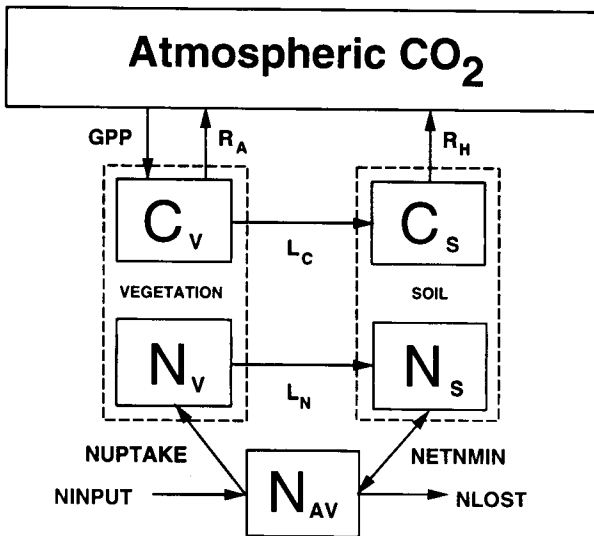 Atmospheric CO2
GPP
RA
RH
CV
CS
LC
VEGETATION
SOIL
NV
NS
LN
NUPTAKE
NETNMIN
NINPUT
NAV
NLOST